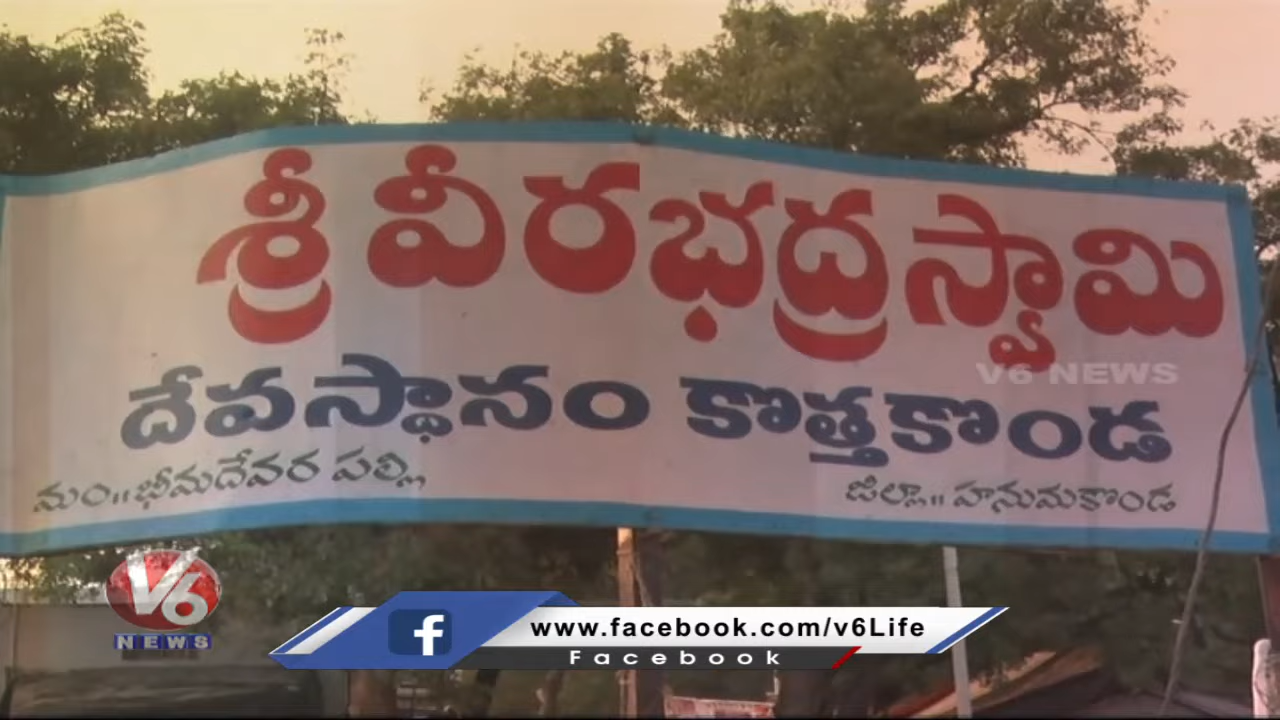 శ్రీ వీరభద్రస్వామి
దేవస్థానం కొత్తకొండ
మం॥ భీమదేవర పల్లి
జిల్లా॥ హనుమకొండ
V6 NEWS
V6
NEWS
www.facebook.com/v6Life
Facebook